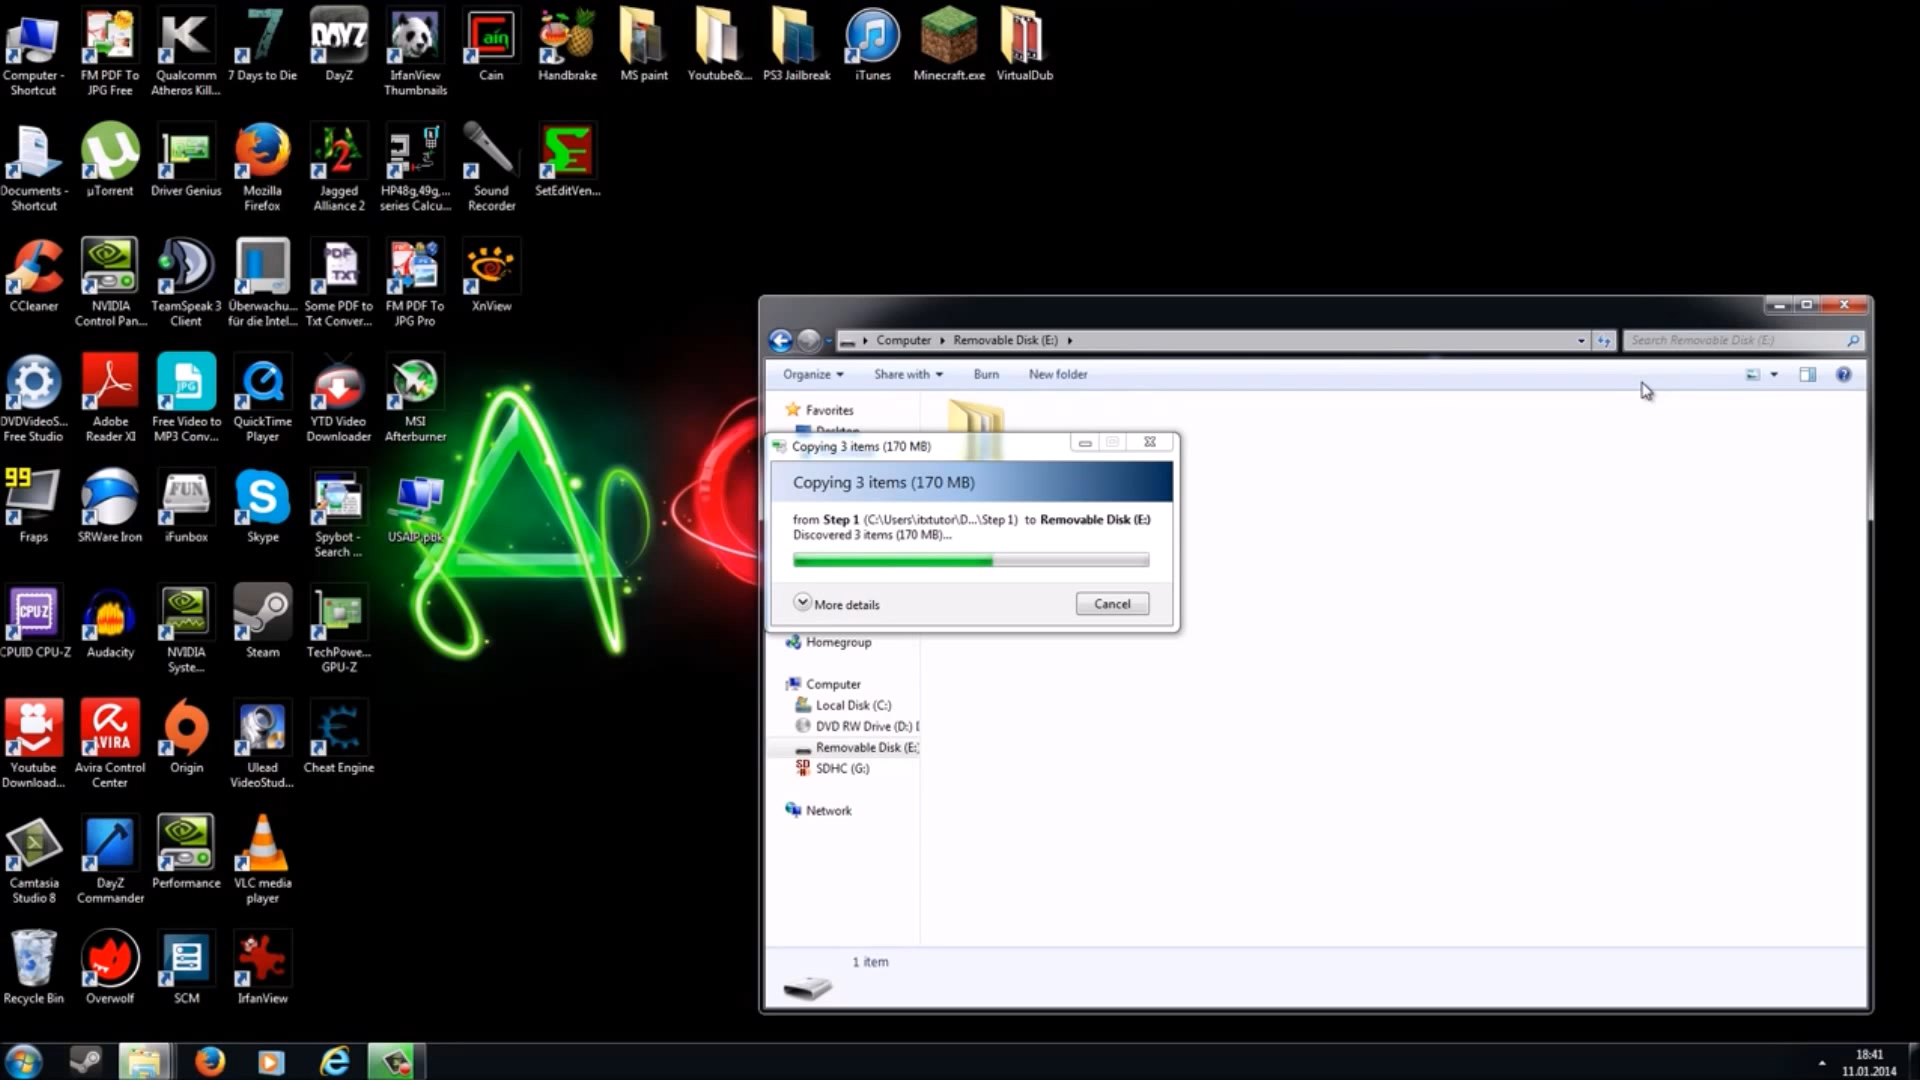 Computer - Shortcut
FM PDF To JPG Free
Qualcomm Atheros Kill...
7 Days to Die
DayZ
IrfanView Thumbnails
Cain
Handbrake
MS paint
Youtube&...
PS3 Jailbreak
iTunes
Minecraft.exe
VirtualDub
Documents - Shortcut
µTorrent
Driver Genius
Mozilla Firefox
Jagged Alliance 2
HP48g,49g,... series Calcu...
Sound Recorder
SetEditVen...
CCleaner
NVIDIA Control Pan...
TeamSpeak 3 Client
Überwachu... für die Intel...
Some PDF to Txt Conver...
FM PDF To JPG Pro
XnView
DVDVideoS... Free Studio
Adobe Reader XI
Free Video to MP3 Conv...
QuickTime Player
YTD Video Downloader
MSI Afterburner
99
Fraps
SRWare Iron
iFunbox
Skype
Spybot - Search ...
USAIP.pbk
CPUID CPU-Z
Audacity
NVIDIA Syste...
Steam
TechPowe... GPU-Z
Youtube Download...
Avira Control Center
Origin
Ulead VideoStud...
Cheat Engine
Camtasia Studio 8
DayZ Commander
Performance
VLC media player
Recycle Bin
Overwolf
SCM
IrfanView
Computer
Removable Disk (E:)
Search Removable Disk (E:)
Organize
Share with
Burn
New folder
Favorites
Desktop
Copying 3 items (170 MB)
Copying 3 items (170 MB)
from Step 1 (C:\Users\itxtutor\D...\Step 1) to Removable Disk (E:)
Discovered 3 items (170 MB)...
More details
Cancel
Homegroup
Computer
Local Disk (C:)
DVD RW Drive (D:)
Removable Disk (E:
SDHC (G:)
Network
1 item
18:41
11.01.2014